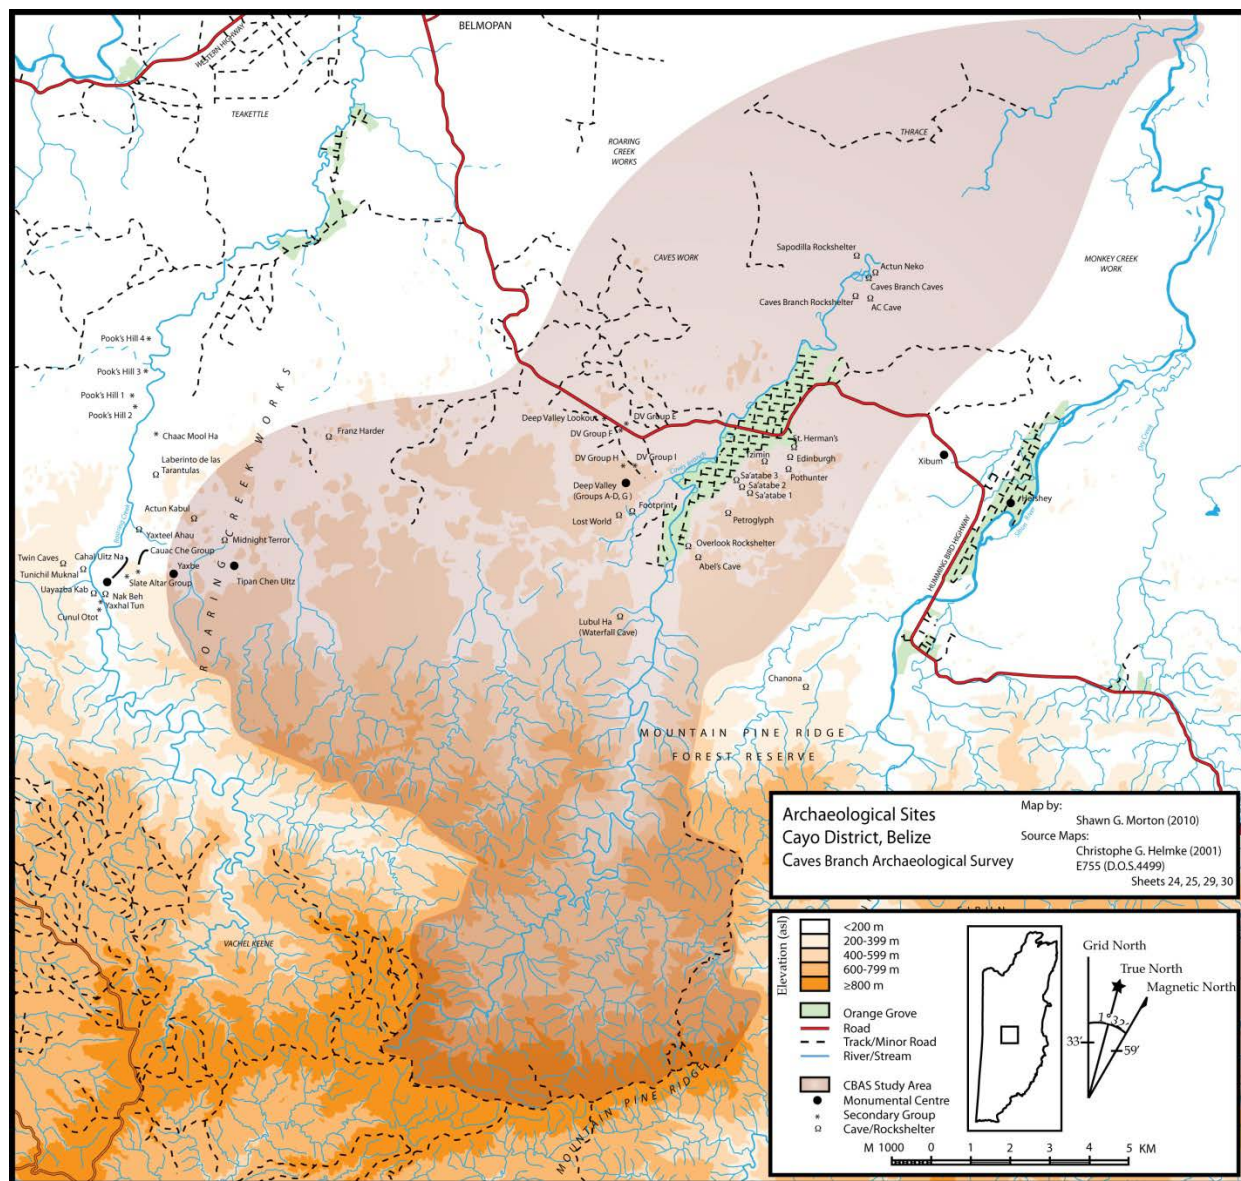 BELMOPAN
WESTERN HIGHWAY
TEAKETTLE
ROARING
CREEK
WORKS
THRACE
CAVES WORK
MONKEY CREEK
WORK
Sapodilla Rockshelter
Actun Neko
Caves Branch Caves
Caves Branch Rockshelter
AC Cave
Pook's Hill 4
Pook's Hill 3
Pook's Hill 1
Pook's Hill 2
Chaac Mool Ha
Laberinto de las
Tarantulas
Franz Harder
ROARING CREEK WORKS
Deep Valley Lookout
DV Group E
DV Group F
DV Group H
DV Group I
Deep Valley
(Groups A-D, G )
Caves Branch
St. Herman's
Tzimin
Edinburgh
Pothunter
Sa'atabe 3
Sa'atabe 2
Sa'atabe 1
Petroglyph
Footprint
Lost World
Overlook Rockshelter
Abel's Cave
Xibum
Hershey
Sibun River
Dry Creek
HUMMING BIRD HIGHWAY
Actun Kabul
Roaring Creek
Yaxteel Ahau
Midnight Terror
Twin Caves
Cahal Uitz Na
Cauac Che Group
Tunichil Muknal
Yaxbe
Slate Altar Group
Tipan Chen Uitz
Uayazba Kab
Nak Beh
Yaxhal Tun
Cunul Otot
Lubul Ha
(Waterfall Cave)
Chanona
MOUNTAIN PINE RIDGE
FOREST RESERVE
VACHEL KEENE
MOUNTAIN PINE RIDGE
Archaeological Sites
Cayo District, Belize
Caves Branch Archaeological Survey
Map by:
Shawn G. Morton (2010)
Source Maps:
Christophe G. Helmke (2001)
E755 (D.O.S.4499)
Sheets 24, 25, 29, 30
Elevation (asl)
<200 m
200-399 m
400-599 m
600-799 m
≥800 m
Orange Grove
Road
Track/Minor Road
River/Stream
CBAS Study Area
Monumental Centre
Secondary Group
Cave/Rockshelter
Grid North
True North
Magnetic North
1° 32'
33'
59'
M 1000 0 1 2 3 4 5 KM